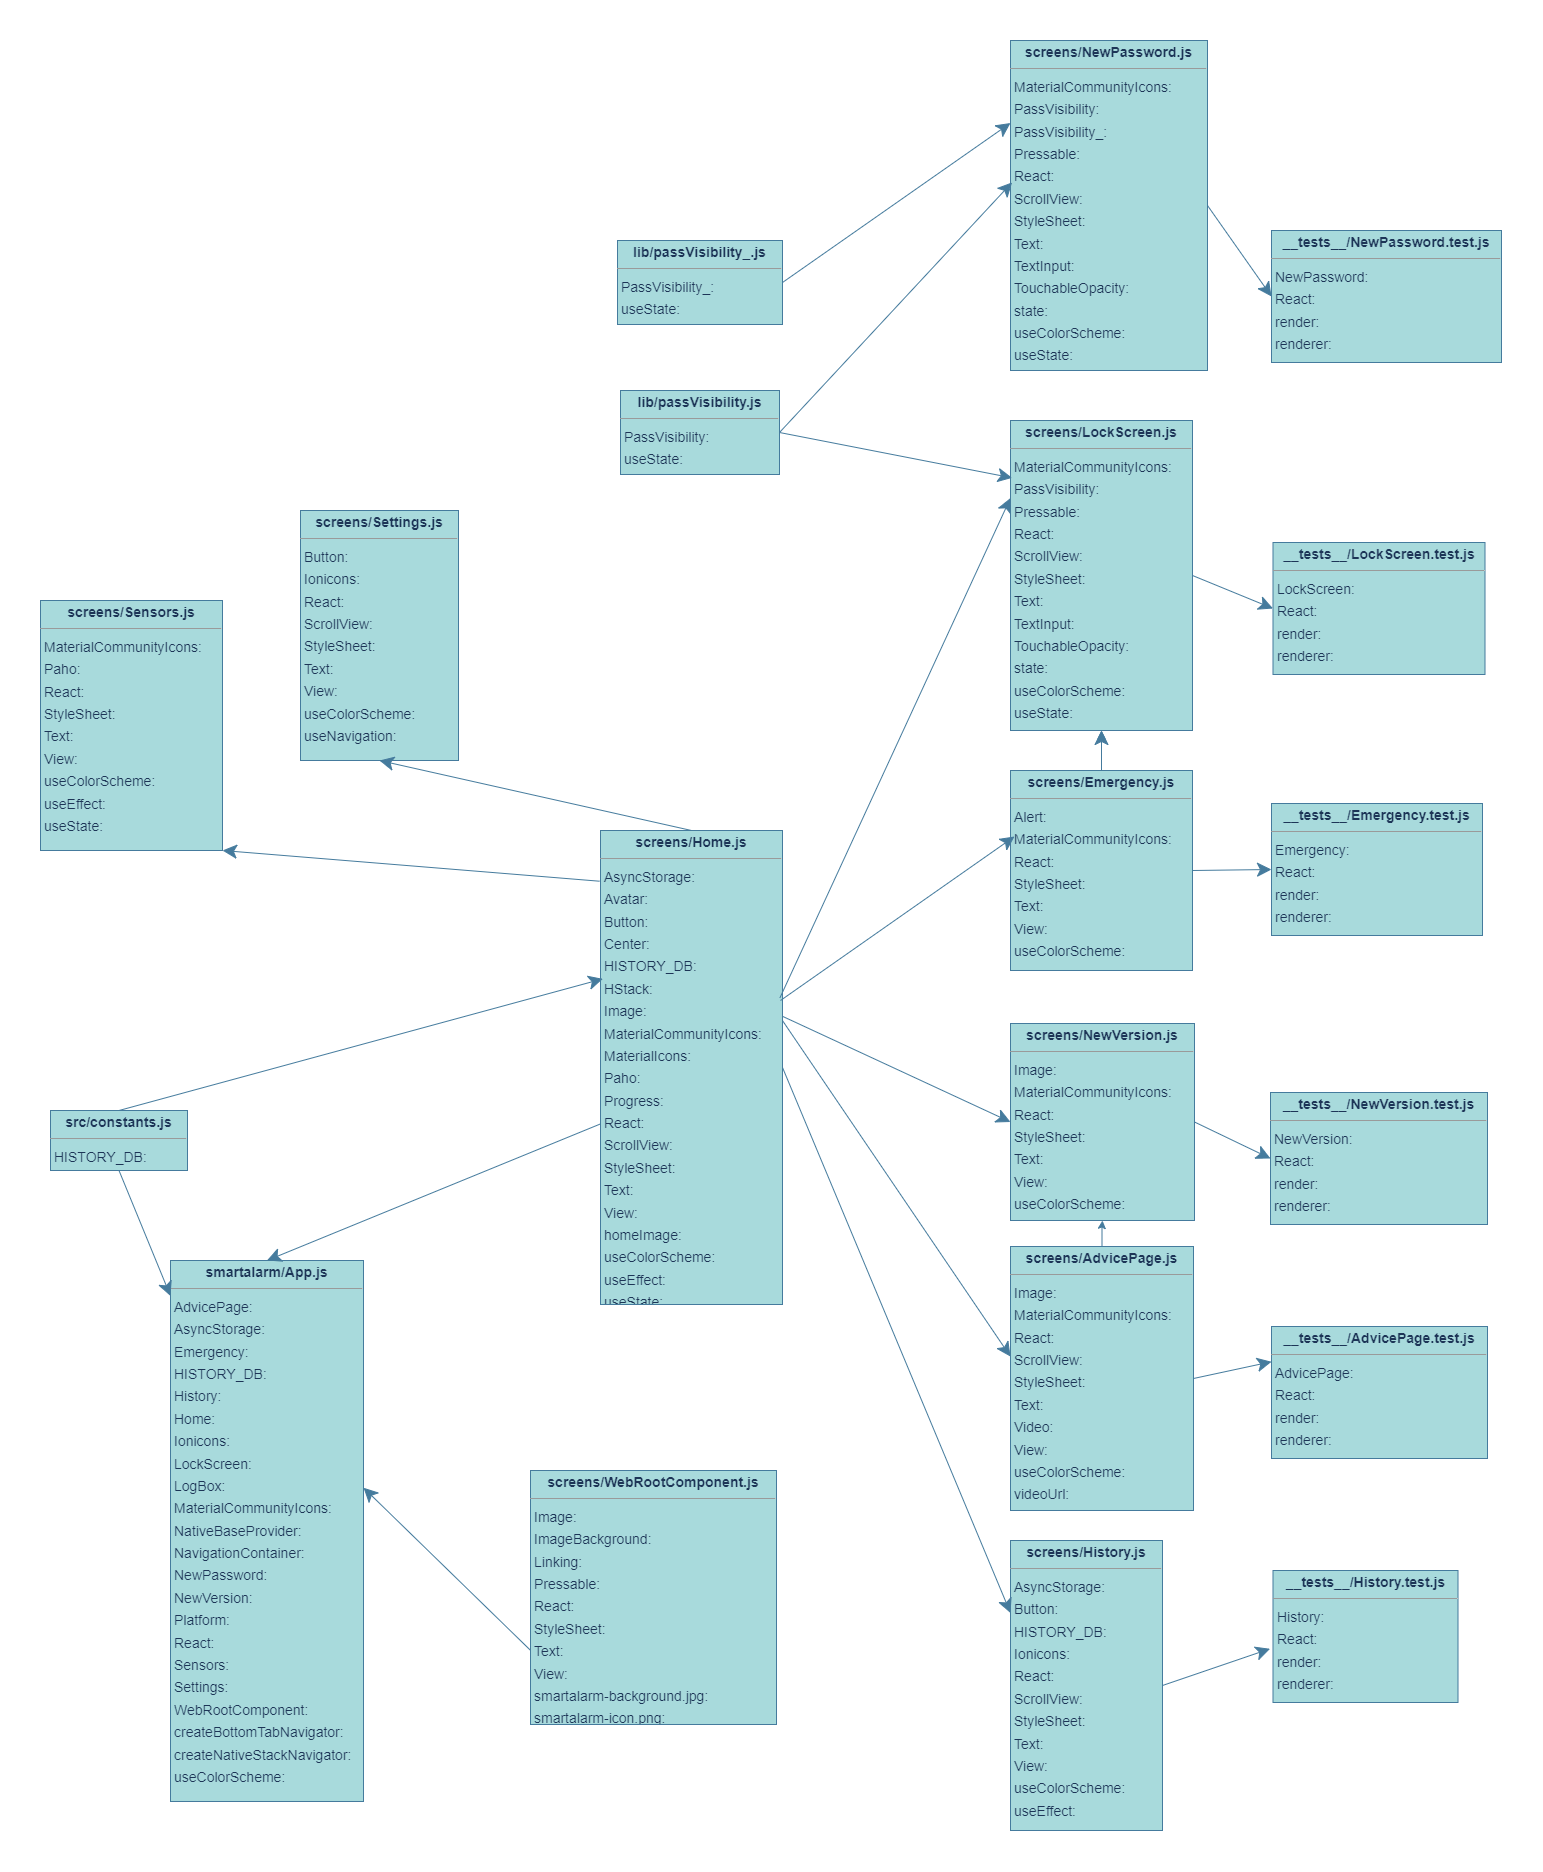 screens/NewPassword.js
MaterialCommunityIcons:
PassVisibility:
PassVisibility_:
Pressable:
React:
ScrollView:
StyleSheet:
Text:
TextInput:
TouchableOpacity:
state:
useColorScheme:
useState:
__tests__/NewPassword.test.js
NewPassword:
React:
render:
renderer:
lib/passVisibility_.js
PassVisibility_:
useState:
lib/passVisibility.js
PassVisibility:
useState:
screens/LockScreen.js
MaterialCommunityIcons:
PassVisibility:
Pressable:
React:
ScrollView:
StyleSheet:
Text:
TextInput:
TouchableOpacity:
state:
useColorScheme:
useState:
__tests__/LockScreen.test.js
LockScreen:
React:
render:
renderer:
screens/Settings.js
Button:
Ionicons:
React:
ScrollView:
StyleSheet:
Text:
View:
useColorScheme:
useNavigation:
screens/Sensors.js
MaterialCommunityIcons:
Paho:
React:
StyleSheet:
Text:
View:
useColorScheme:
useEffect:
useState:
screens/Emergency.js
Alert:
MaterialCommunityIcons:
React:
StyleSheet:
Text:
View:
useColorScheme:
__tests__/Emergency.test.js
Emergency:
React:
render:
renderer:
screens/Home.js
AsyncStorage:
Avatar:
Button:
Center:
HISTORY_DB:
HStack:
Image:
MaterialCommunityIcons:
MaterialIcons:
Paho:
Progress:
React:
ScrollView:
StyleSheet:
Text:
View:
homeImage:
useColorScheme:
useEffect:
useState:
screens/NewVersion.js
Image:
MaterialCommunityIcons:
React:
StyleSheet:
Text:
View:
useColorScheme:
__tests__/NewVersion.test.js
NewVersion:
React:
render:
renderer:
src/constants.js
HISTORY_DB:
smartalarm/App.js
AdvicePage:
AsyncStorage:
Emergency:
HISTORY_DB:
History:
Home:
Ionicons:
LockScreen:
LogBox:
MaterialCommunityIcons:
NativeBaseProvider:
NavigationContainer:
NewPassword:
NewVersion:
Platform:
React:
Sensors:
Settings:
WebRootComponent:
createBottomTabNavigator:
createNativeStackNavigator:
useColorScheme:
screens/AdvicePage.js
Image:
MaterialCommunityIcons:
React:
ScrollView:
StyleSheet:
Text:
Video:
View:
useColorScheme:
videoUrl:
__tests__/AdvicePage.test.js
AdvicePage:
React:
render:
renderer:
screens/WebRootComponent.js
Image:
ImageBackground:
Linking:
Pressable:
React:
StyleSheet:
Text:
View:
smartalarm-background.jpg:
smartalarm-icon.png:
screens/History.js
AsyncStorage:
Button:
HISTORY_DB:
Ionicons:
React:
ScrollView:
StyleSheet:
Text:
View:
useColorScheme:
useEffect:
__tests__/History.test.js
History:
React:
render:
renderer: